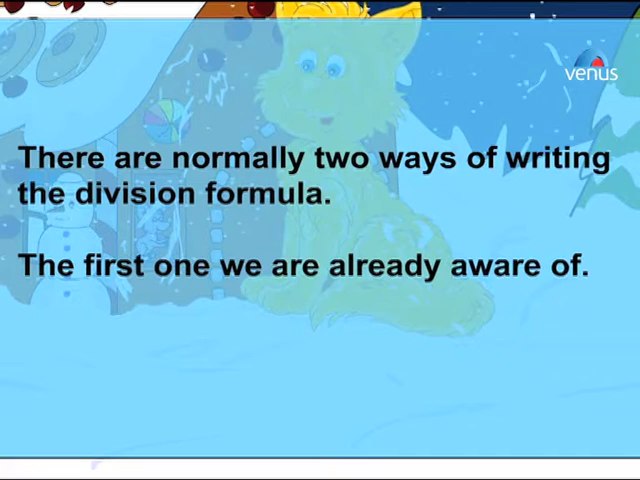 venus
There are normally two ways of writing
the division formula.
The first one we are already aware of.